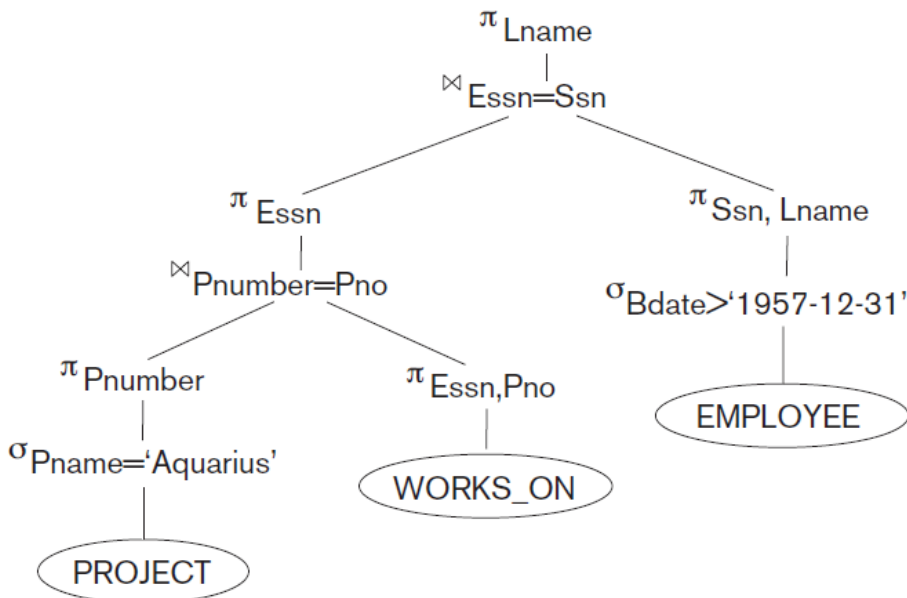 π Lname
⋈ Essn=Ssn
π Essn
π Ssn, Lname
⋈ Pnumber=Pno
σ Bdate>‘1957-12-31’
π Pnumber
π Essn,Pno
EMPLOYEE
σ Pname=‘Aquarius’
WORKS_ON
PROJECT